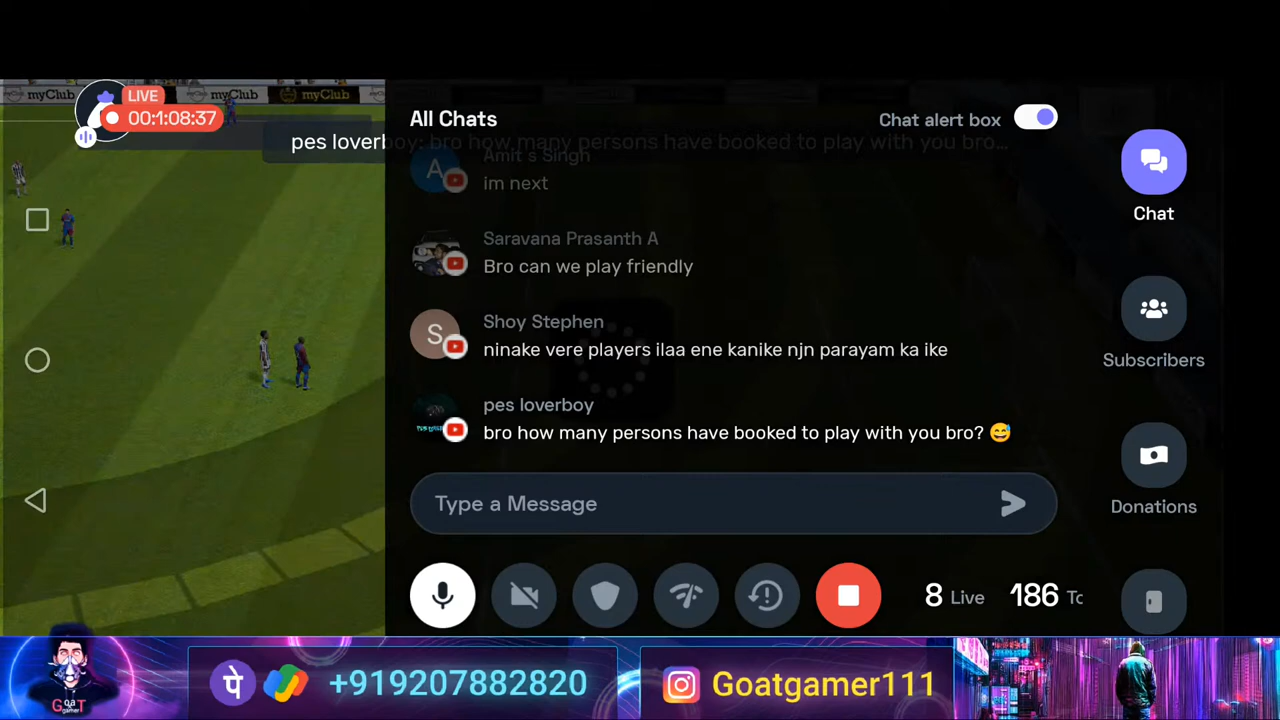 myClub
myClub
myClub
LIVE
00:1:08:37
All Chats
Chat alert box
pes loverboy: bro how many persons have booked to play with you bro...
A
Amit s Singh
im next
Chat
Saravana Prasanth A
Bro can we play friendly
S
Shoy Stephen
ninake vere players ilaa ene kanike njn parayam ka ike
Subscribers
pes loverboy
bro how many persons have booked to play with you bro? 😅
Type a Message
Donations
8 Live
186 To
पे
+919207882820
Goatgamer111
GoaT
gamer